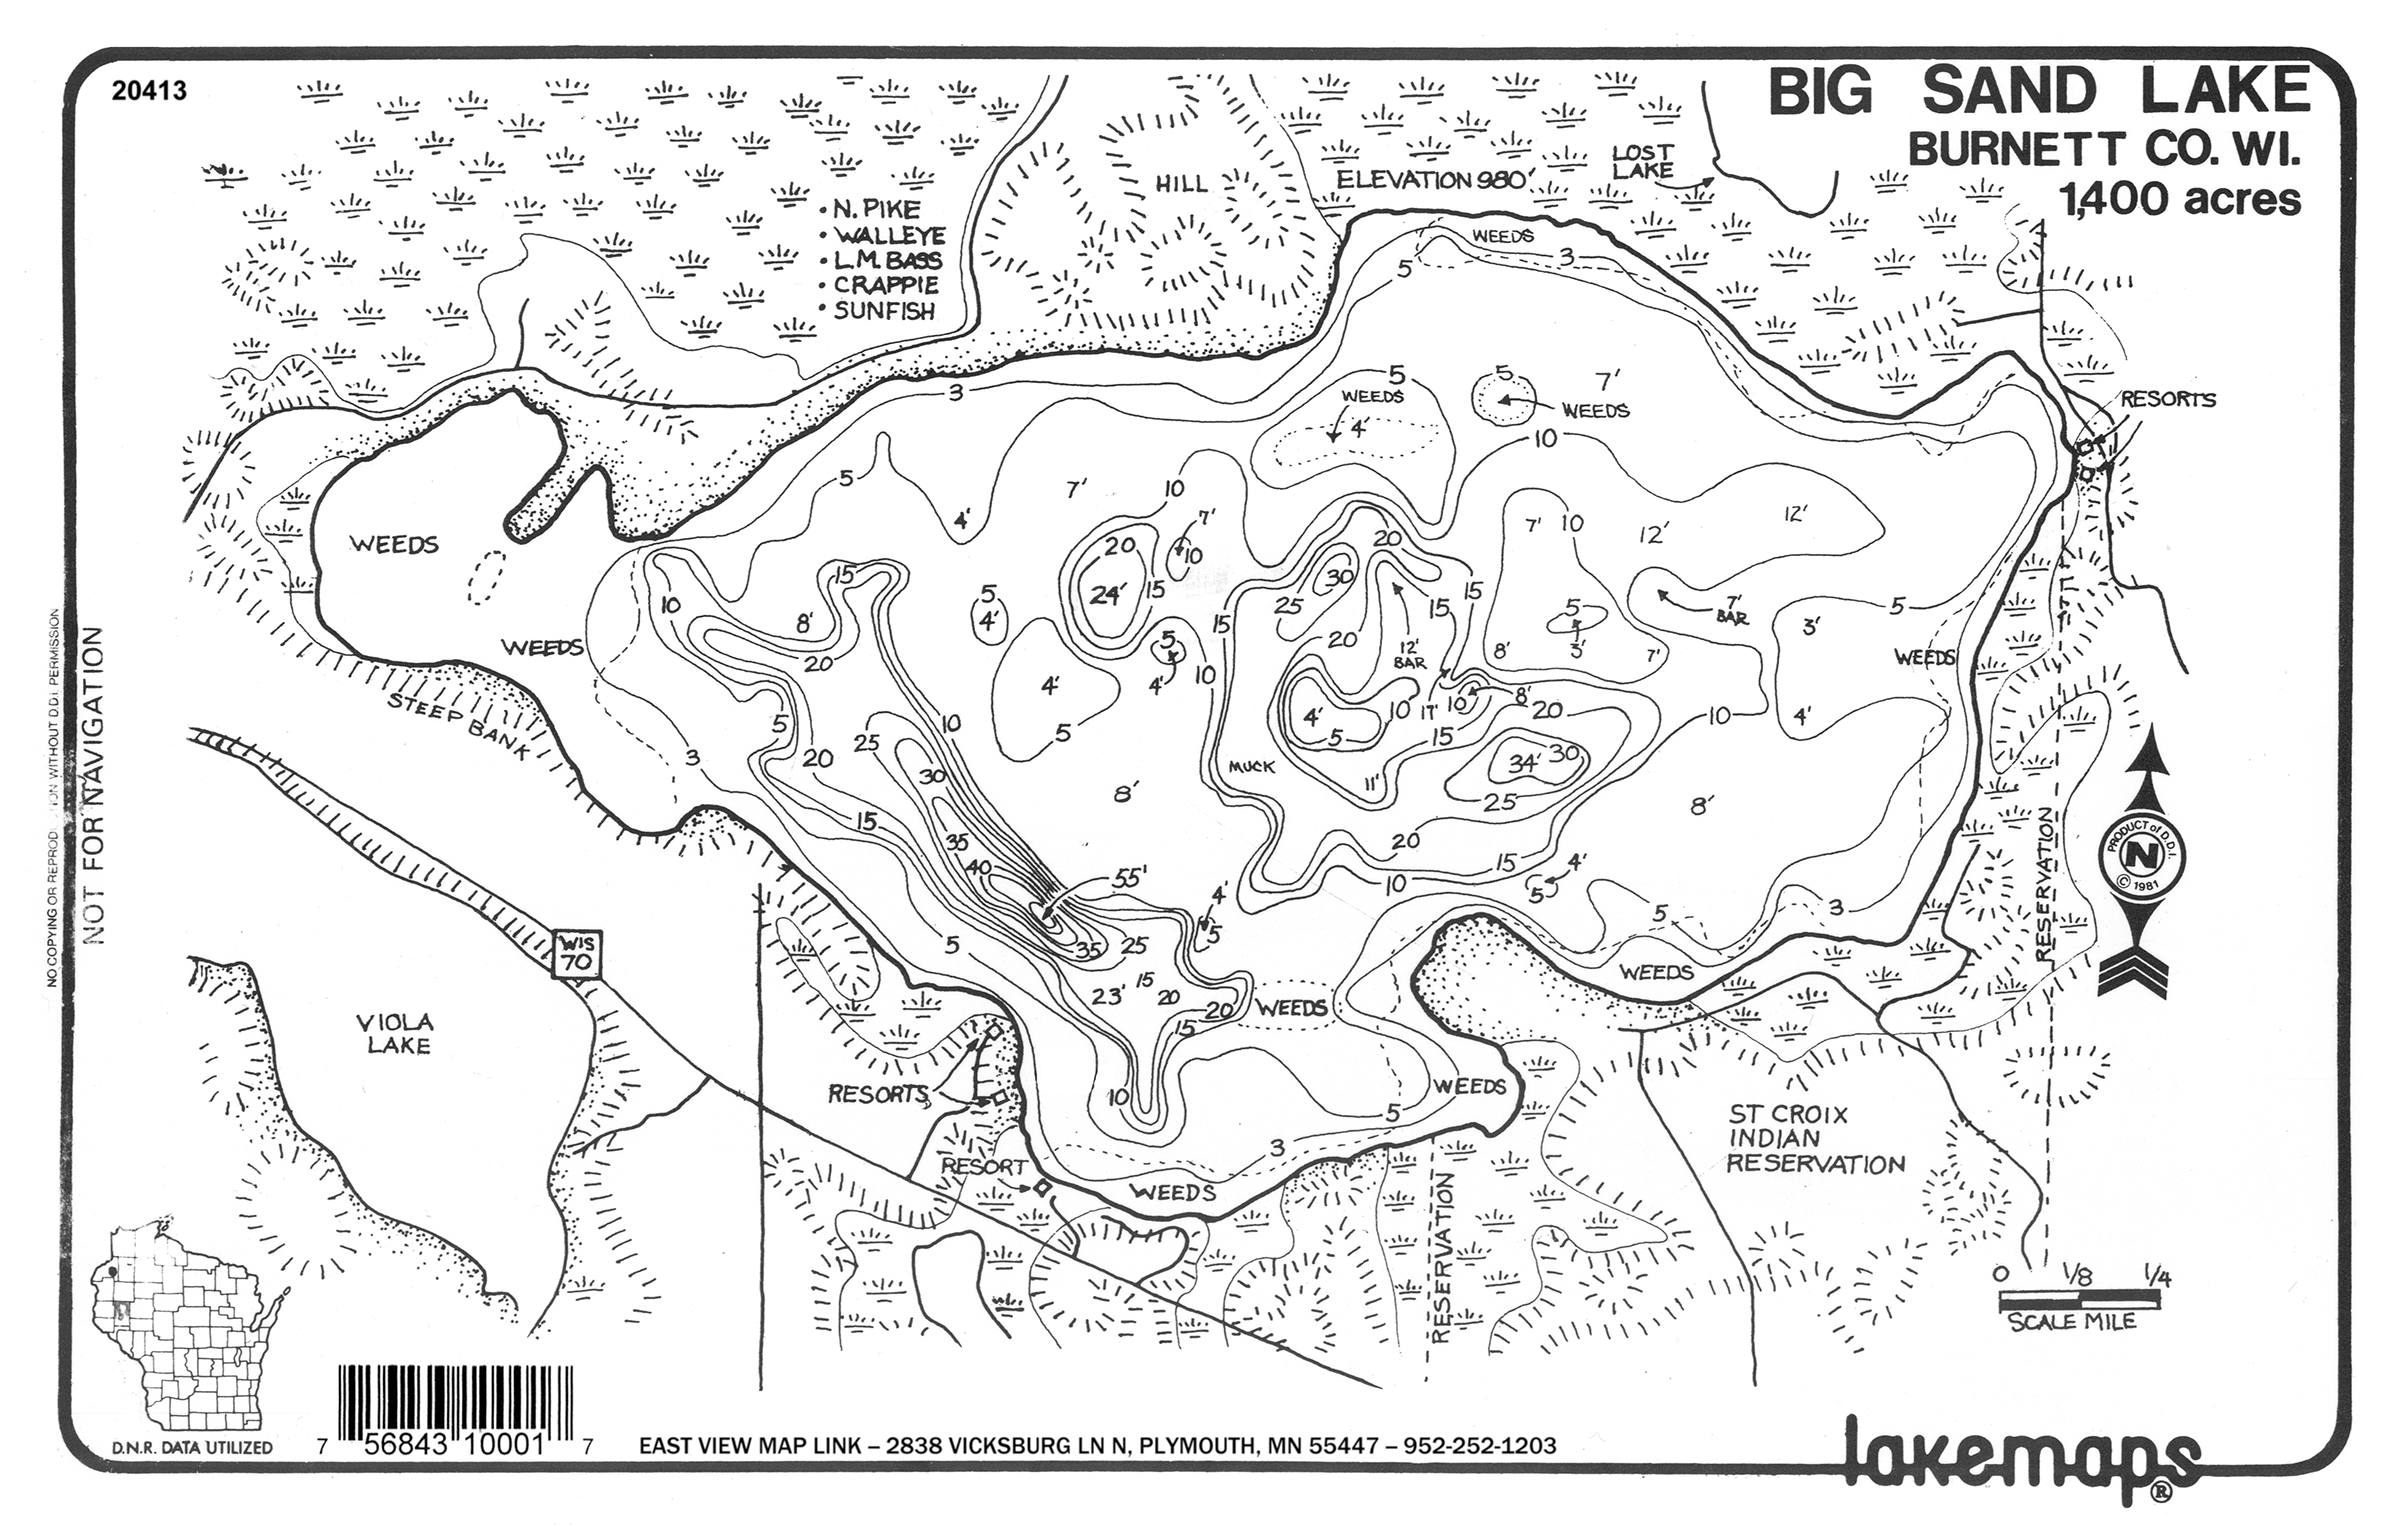 20413
BIG SAND LAKE
BURNETT CO. WI.
1,400 acres
LOST
LAKE
ELEVATION 980'
HILL
• N. PIKE
• WALLEYE
• L.M. BASS
• CRAPPIE
• SUNFISH
WEEDS
3
5
RESORTS
3
5
WEEDS
4'
5
WEEDS
7'
10
5
4'
7'
10
7'
10
20
24'
15
20
30
25
15
15
7'
10
12'
12'
7'
BAR
5
3'
8'
7'
5
3'
4'
WEEDS
WEEDS
WEEDS
STEEP BANK
10
15
8'
20
5
4'
5
4'
10
15
20
12'
BAR
4'
5
10
17'
10
8'
20
15
11'
34'
30
25
10
8'
4'
5
3
5
20
25
30
10
35
40
55'
15
5
8'
MUCK
20
15
10
4'
5
4'
5
5
3
WEEDS
35
25
23'
15
20
20
15
WEEDS
WEEDS
10
5
3
WEEDS
RESORTS
RESORT
WIS
70
VIOLA
LAKE
ST CROIX
INDIAN
RESERVATION
RESERVATION
RESERVATION
PRODUCT of D.D.I.
N
© 1981
0 1/8 1/4
SCALE MILE
NOT FOR NAVIGATION
D.N.R. DATA UTILIZED
7 56843 10001 7
EAST VIEW MAP LINK – 2838 VICKSBURG LN N, PLYMOUTH, MN 55447 – 952-252-1203
lakemaps®